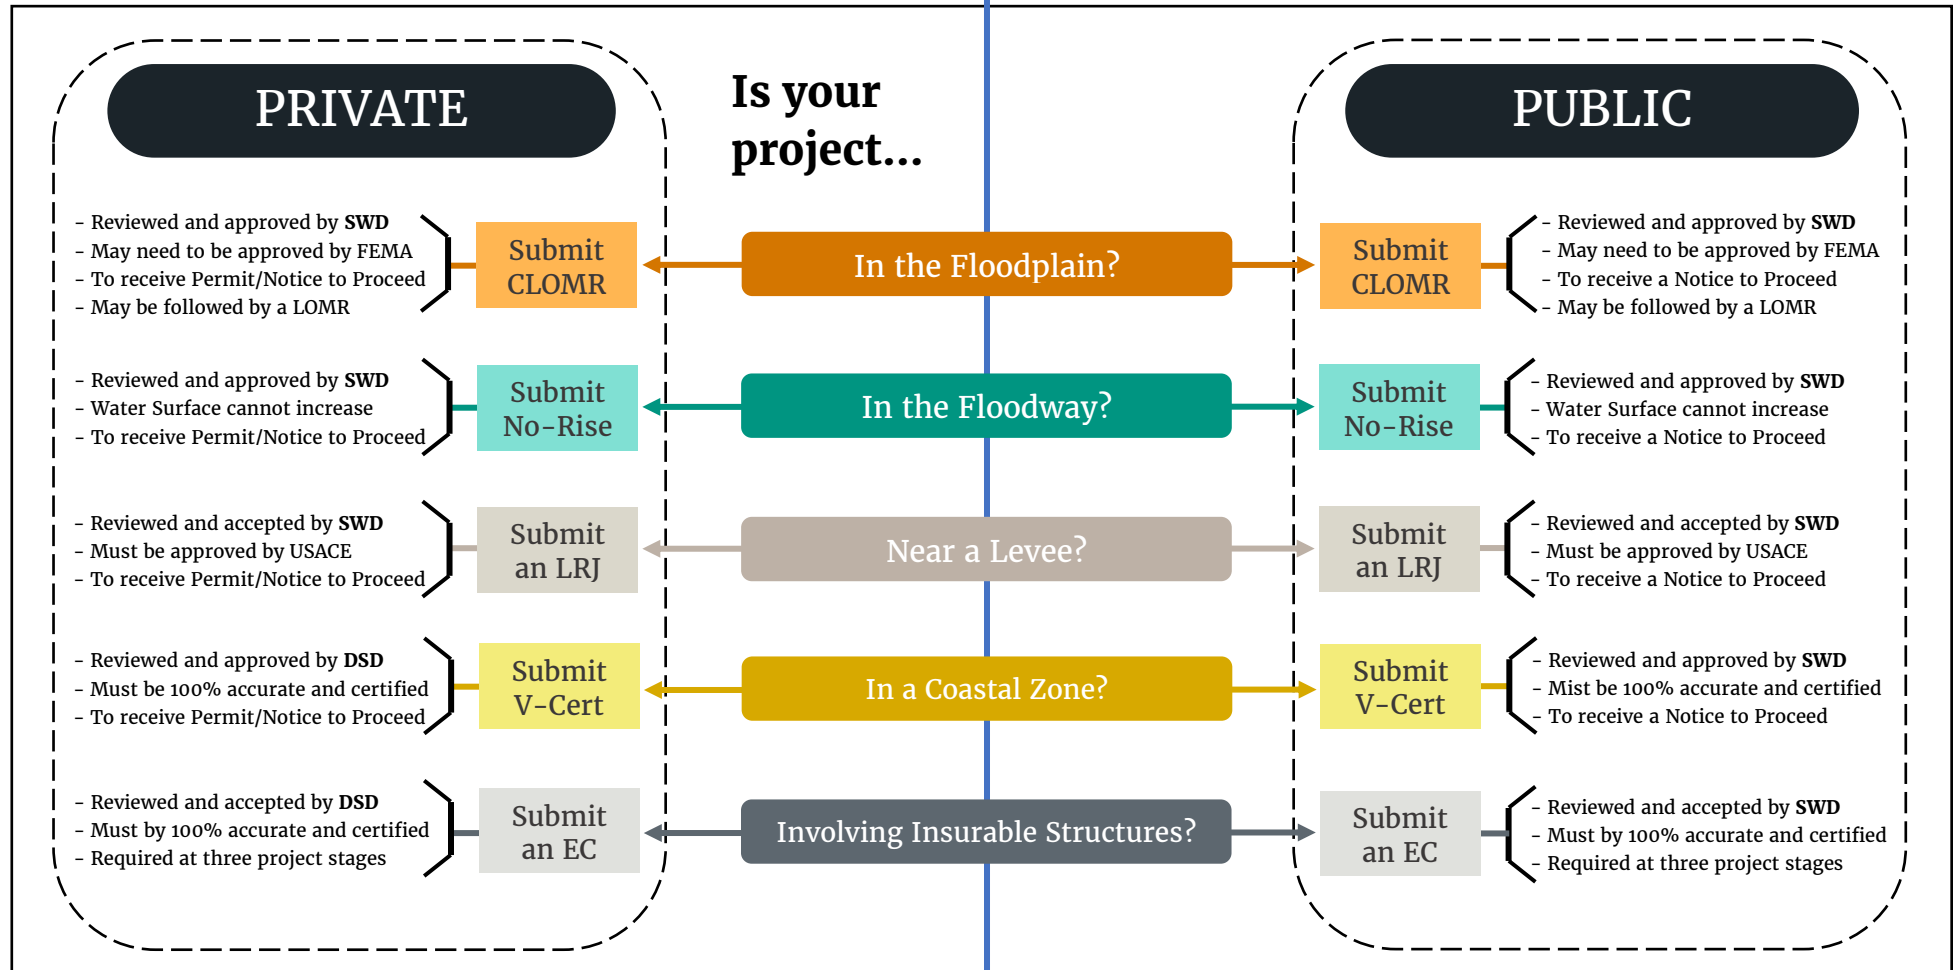 PRIVATE
Is your
project...
PUBLIC
- Reviewed and approved by SWD
- May need to be approved by FEMA
- To receive Permit/Notice to Proceed
- May be followed by a LOMR
Submit
CLOMR
In the Floodplain?
Submit
CLOMR
- Reviewed and approved by SWD
- May need to be approved by FEMA
- To receive a Notice to Proceed
- May be followed by a LOMR
- Reviewed and approved by SWD
- Water Surface cannot increase
- To receive Permit/Notice to Proceed
Submit
No-Rise
In the Floodway?
Submit
No-Rise
- Reviewed and approved by SWD
- Water Surface cannot increase
- To receive a Notice to Proceed
- Reviewed and accepted by SWD
- Must be approved by USACE
- To receive Permit/Notice to Proceed
Submit
an LRJ
Near a Levee?
Submit
an LRJ
- Reviewed and accepted by SWD
- Must be approved by USACE
- To receive a Notice to Proceed
- Reviewed and approved by DSD
- Must be 100% accurate and certified
- To receive Permit/Notice to Proceed
Submit
V-Cert
In a Coastal Zone?
Submit
V-Cert
- Reviewed and approved by SWD
- Mist be 100% accurate and certified
- To receive a Notice to Proceed
- Reviewed and accepted by DSD
- Must by 100% accurate and certified
- Required at three project stages
Submit
an EC
Involving Insurable Structures?
Submit
an EC
- Reviewed and accepted by SWD
- Must by 100% accurate and certified
- Required at three project stages